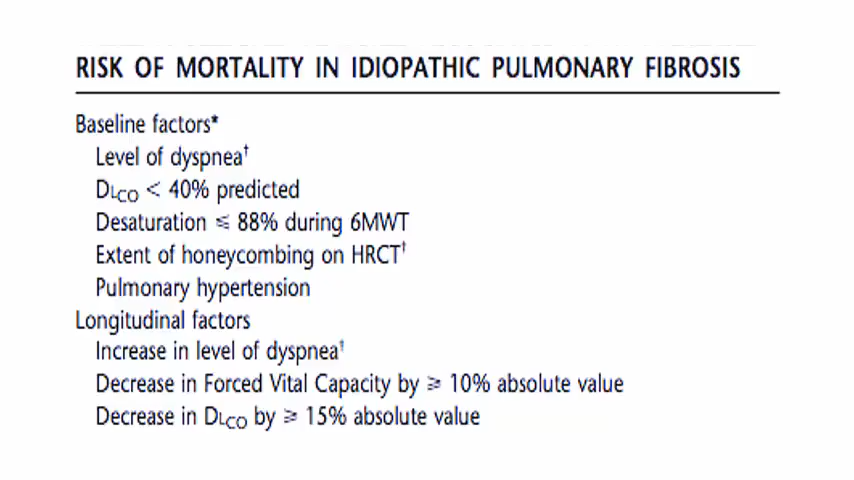 RISK OF MORTALITY IN IDIOPATHIC PULMONARY FIBROSIS
Baseline factors*
Level of dyspnea†
DLCO < 40% predicted
Desaturation ≤ 88% during 6MWT
Extent of honeycombing on HRCT†
Pulmonary hypertension
Longitudinal factors
Increase in level of dyspnea†
Decrease in Forced Vital Capacity by ≥ 10% absolute value
Decrease in DLCO by ≥ 15% absolute value